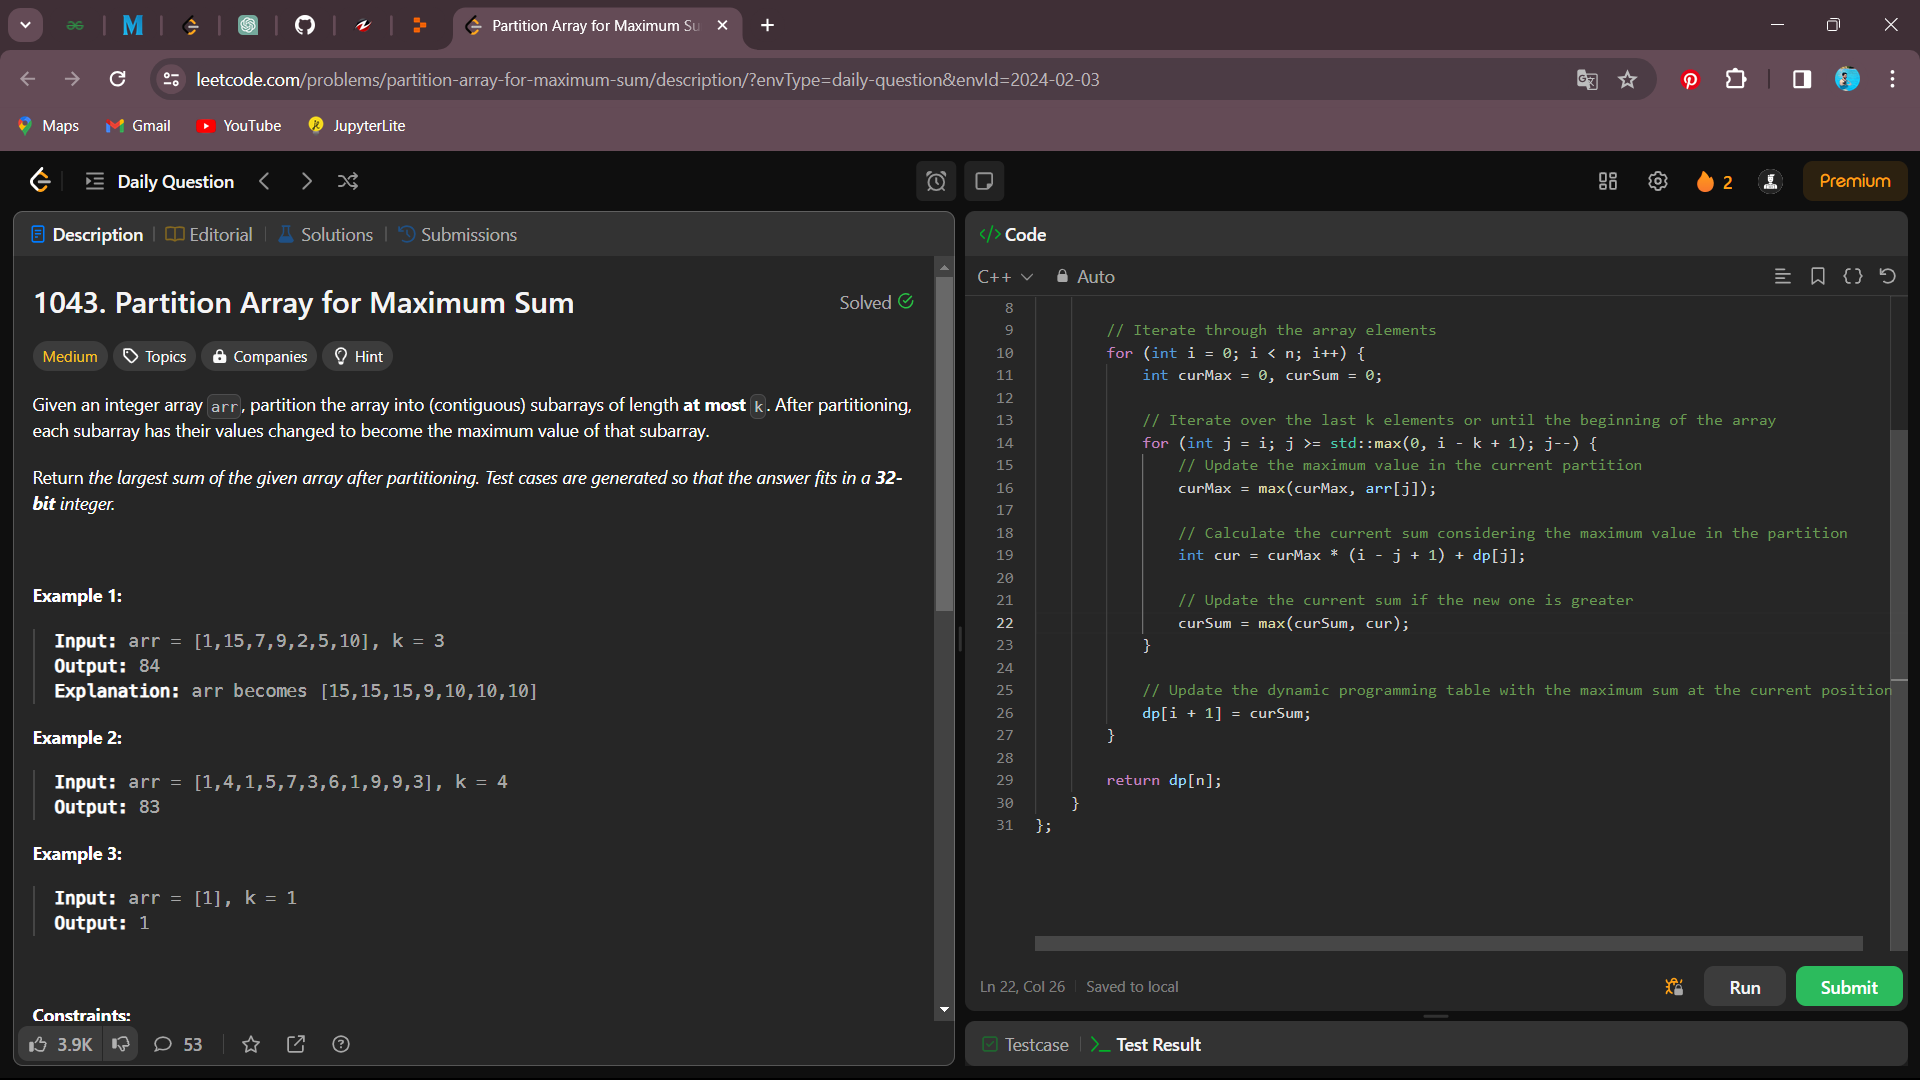 Partition Array for Maximum Su
leetcode.com/problems/partition-array-for-maximum-sum/description/?envType=daily-question&envId=2024-02-03
Maps Gmail YouTube JupyterLite
Daily Question
2 Premium
Description Editorial Solutions Submissions
1043. Partition Array for Maximum Sum
Solved
Medium Topics Companies Hint
Given an integer array arr, partition the array into (contiguous) subarrays of length at most k. After partitioning,
each subarray has their values changed to become the maximum value of that subarray.
Return the largest sum of the given array after partitioning. Test cases are generated so that the answer fits in a 32-
bit integer.
Example 1:
Input: arr = [1,15,7,9,2,5,10], k = 3
Output: 84
Explanation: arr becomes [15,15,15,9,10,10,10]
Example 2:
Input: arr = [1,4,1,5,7,3,6,1,9,9,3], k = 4
Output: 83
Example 3:
Input: arr = [1], k = 1
Output: 1
Constraints:
3.9K 53
</> Code
C++ Auto
8
9 // Iterate through the array elements
10 for (int i = 0; i < n; i++) {
11 int curMax = 0, curSum = 0;
12
13 // Iterate over the last k elements or until the beginning of the array
14 for (int j = i; j >= std::max(0, i - k + 1); j--) {
15 // Update the maximum value in the current partition
16 curMax = max(curMax, arr[j]);
17
18 // Calculate the current sum considering the maximum value in the partition
19 int cur = curMax * (i - j + 1) + dp[j];
20
21 // Update the current sum if the new one is greater
22 curSum = max(curSum, cur);
23 }
24
25 // Update the dynamic programming table with the maximum sum at the current position
26 dp[i + 1] = curSum;
27 }
28
29 return dp[n];
30 }
31 };
Ln 22, Col 26 Saved to local
Run Submit
Testcase Test Result